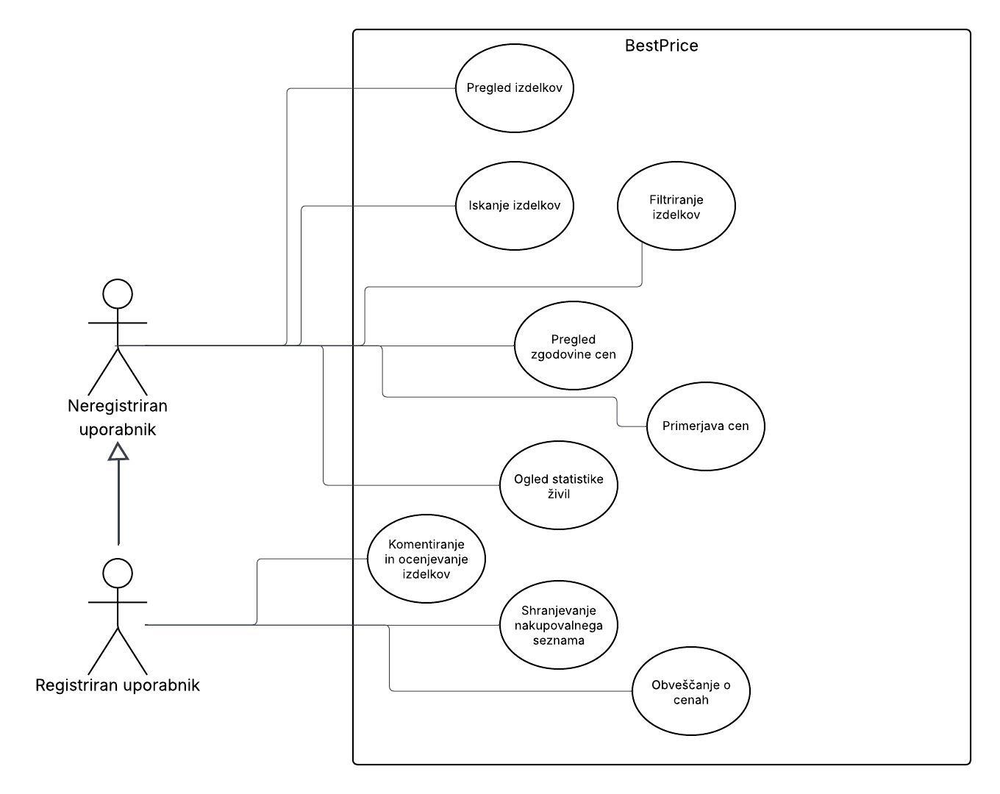 BestPrice
Pregled izdelkov
Iskanje izdelkov
Filtriranje
izdelkov
Pregled
zgodovine cen
Neregistriran
uporabnik
Primerjava cen
Ogled statistike
živil
Komentiranje
in ocenjevanje
izdelkov
Shranjevanje
nakupovalnega
seznama
Registriran uporabnik
Obveščanje o
cenah